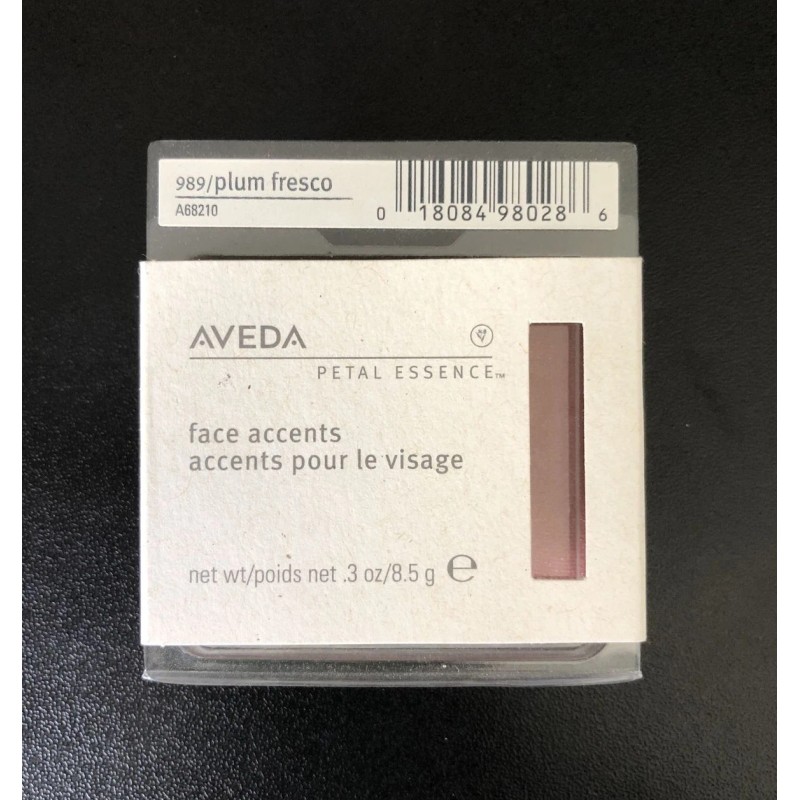 989/plum fresco
A68210
0 18084 98028 6
AVEDA
PETAL ESSENCE™
face accents
accents pour le visage
net wt/poids net .3 oz/8.5 g ℮